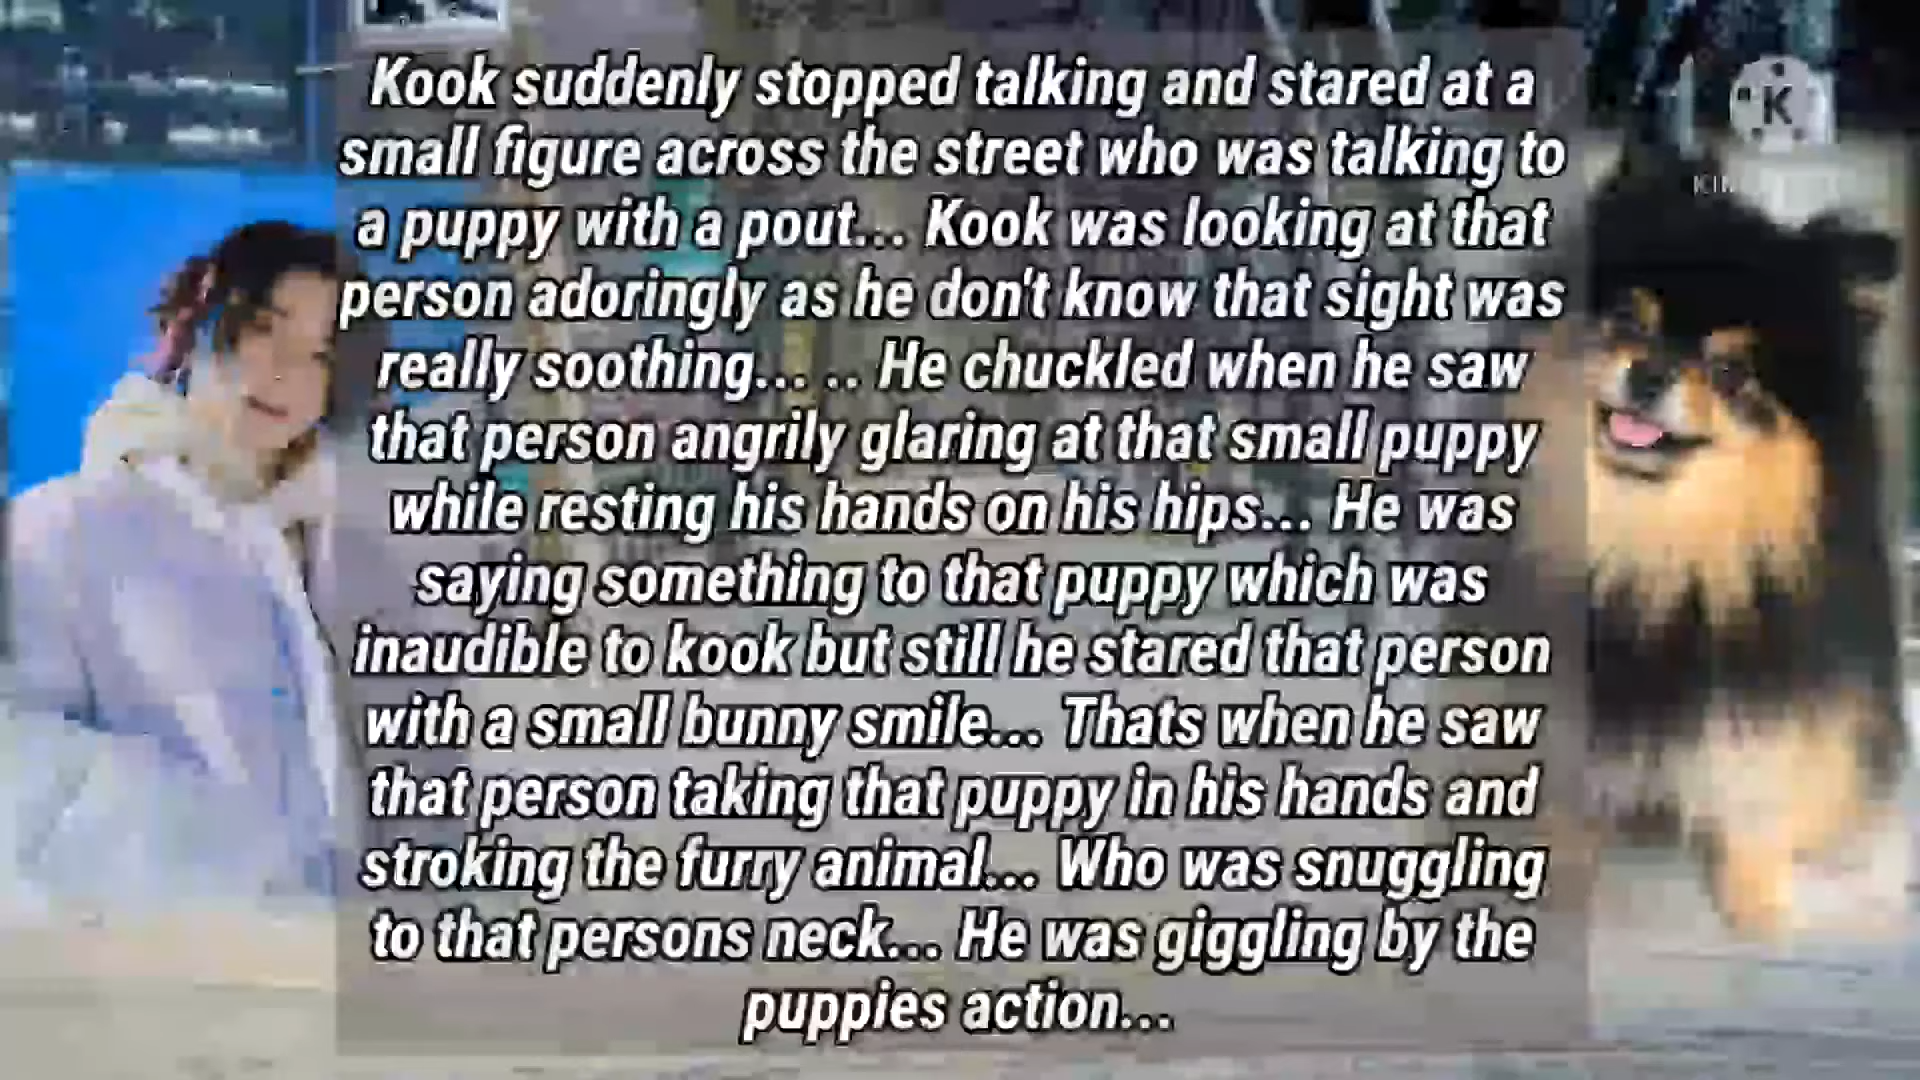 Kook suddenly stopped talking and stared at a
small figure across the street who was talking to
a puppy with a pout... Kook was looking at that
person adoringly as he don't know that sight was
really soothing... .. He chuckled when he saw
that person angrily glaring at that small puppy
while resting his hands on his hips... He was
saying something to that puppy which was
inaudible to kook but still he stared that person
with a small bunny smile... Thats when he saw
that person taking that puppy in his hands and
stroking the furry animal... Who was snuggling
to that persons neck... He was giggling by the
puppies action...
K